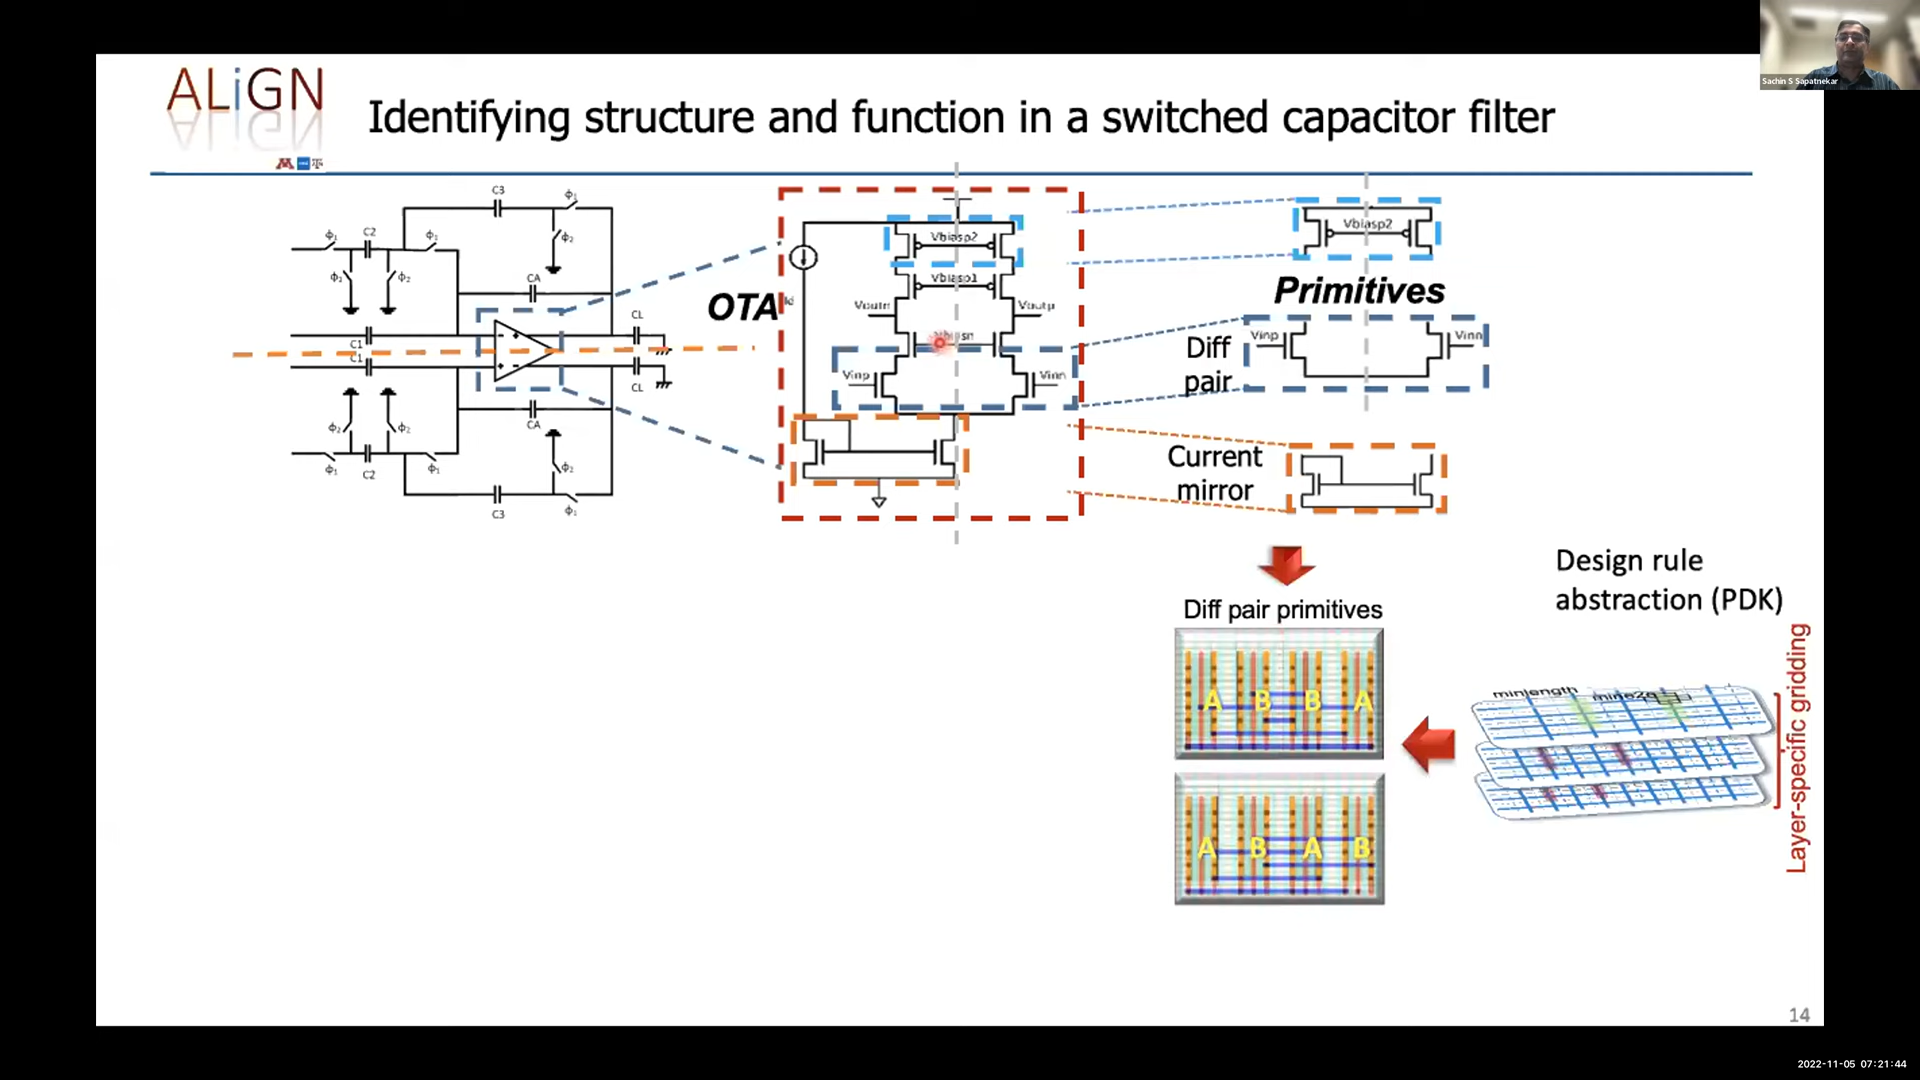 Sachin S Sapatnekar
ALiGN
Identifying structure and function in a switched capacitor filter
C3
ϕ1
ϕ1
C2
ϕ1
ϕ2
ϕ2
CA
CL
C1
C1
CL
CA
ϕ2
ϕ2
ϕ1
C2
ϕ1
ϕ2
C3
ϕ1
OTA
Vbiasp2
Vbiasp1
Voutn
Voutp
Vinp
Vinn
Vbiasp2
Primitives
Diff
pair
Vinp
Vinn
Current
mirror
Design rule
abstraction (PDK)
Diff pair primitives
A B B A
A B A B
minlength
Layer-specific gridding
14
2022-11-05 07:21:44